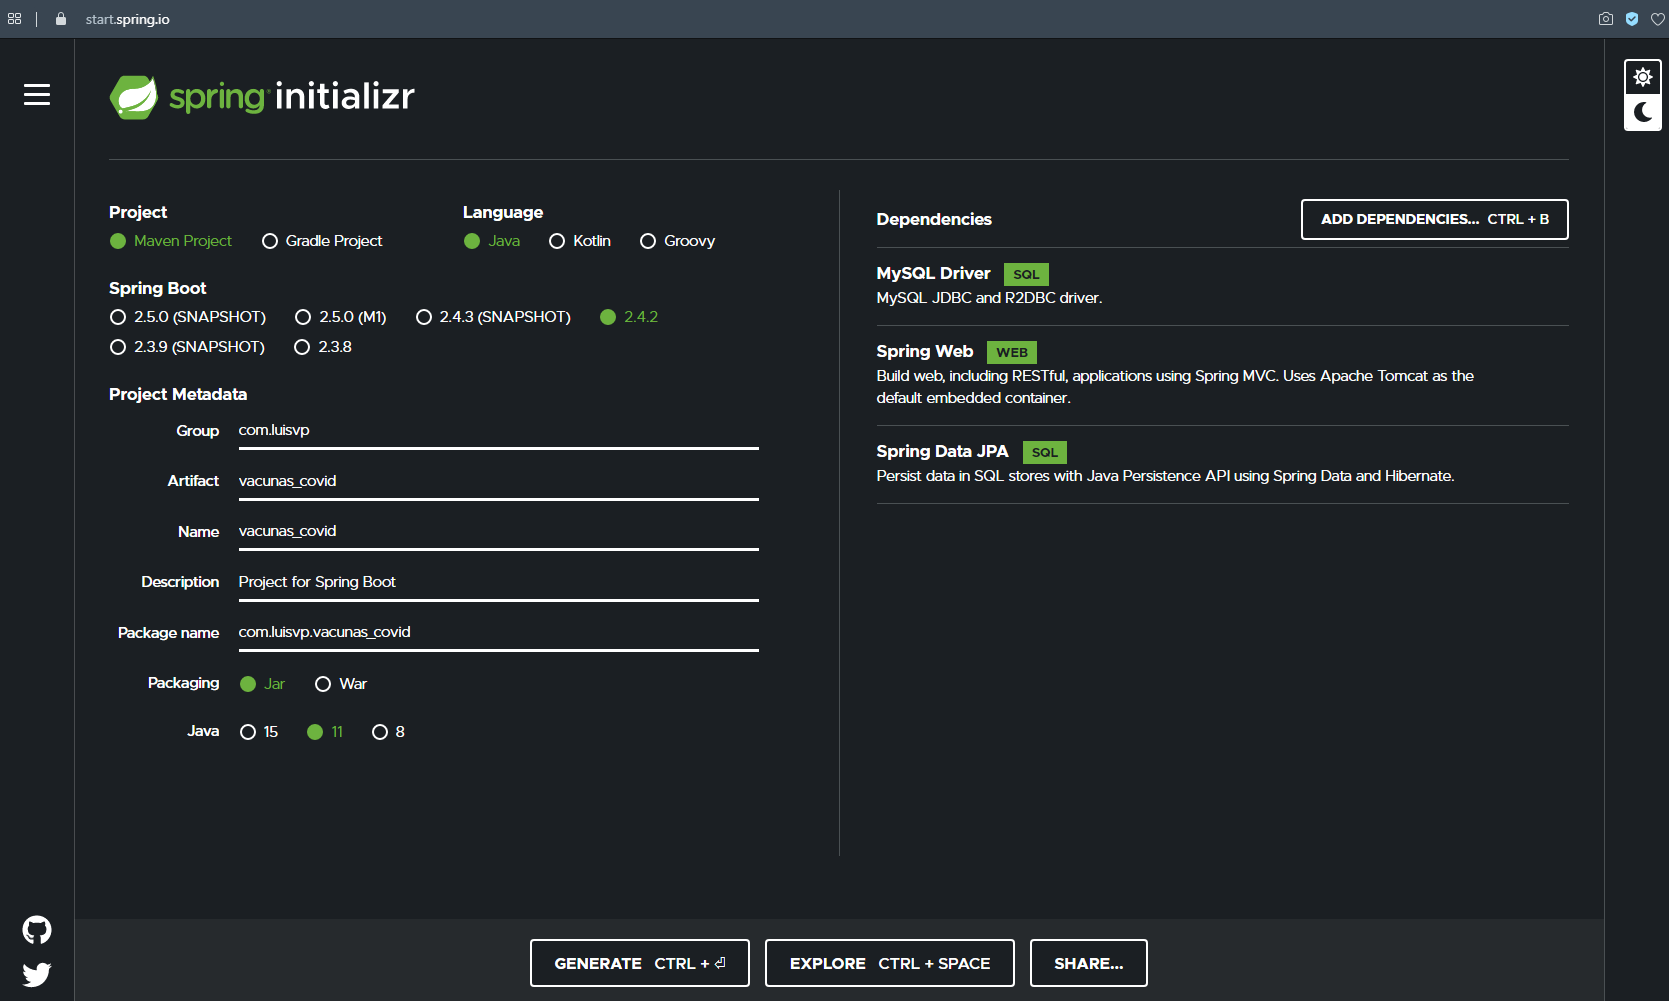 start.spring.io
spring initializr
Project
Maven Project Gradle Project
Language
Java Kotlin Groovy
Spring Boot
2.5.0 (SNAPSHOT) 2.5.0 (M1) 2.4.3 (SNAPSHOT) 2.4.2
2.3.9 (SNAPSHOT) 2.3.8
Project Metadata
Group com.luisvp
Artifact vacunas_covid
Name vacunas_covid
Description Project for Spring Boot
Package name com.luisvp.vacunas_covid
Packaging Jar War
Java 15 11 8
Dependencies ADD DEPENDENCIES... CTRL + B
MySQL Driver SQL
MySQL JDBC and R2DBC driver.
Spring Web WEB
Build web, including RESTful, applications using Spring MVC. Uses Apache Tomcat as the
default embedded container.
Spring Data JPA SQL
Persist data in SQL stores with Java Persistence API using Spring Data and Hibernate.
GENERATE CTRL + ⏎ EXPLORE CTRL + SPACE SHARE...